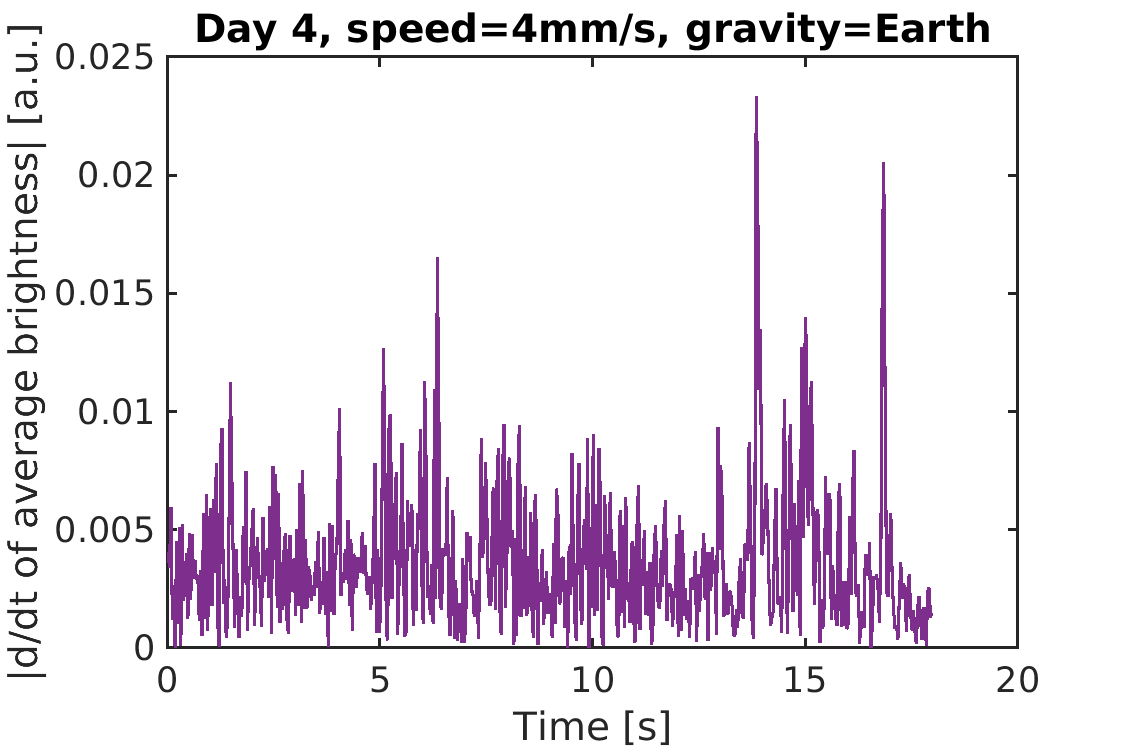 Day 4, speed=4mm/s, gravity=Earth
|d/dt of average brightness| [a.u.]
0.025
0.02
0.015
0.01
0.005
0
0 5 10 15 20
Time [s]